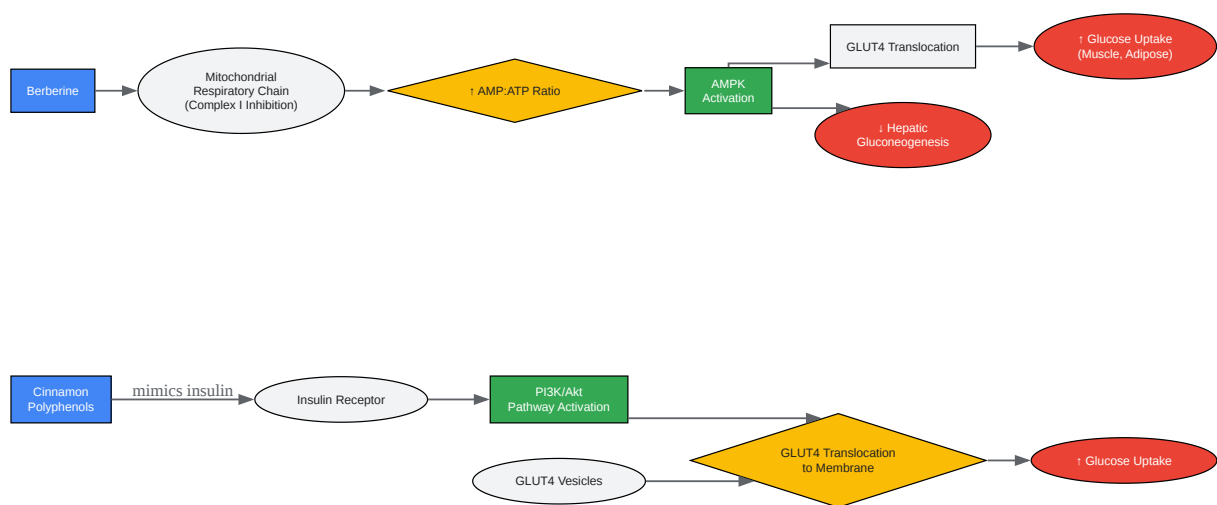 Berberine
Mitochondrial
Respiratory Chain
(Complex I Inhibition)
↑ AMP:ATP Ratio
AMPK
Activation
GLUT4 Translocation
↑ Glucose Uptake
(Muscle, Adipose)
↓ Hepatic
Gluconeogenesis
Cinnamon
Polyphenols
mimics insulin
Insulin Receptor
PI3K/Akt
Pathway Activation
GLUT4 Vesicles
GLUT4 Translocation
to Membrane
↑ Glucose Uptake